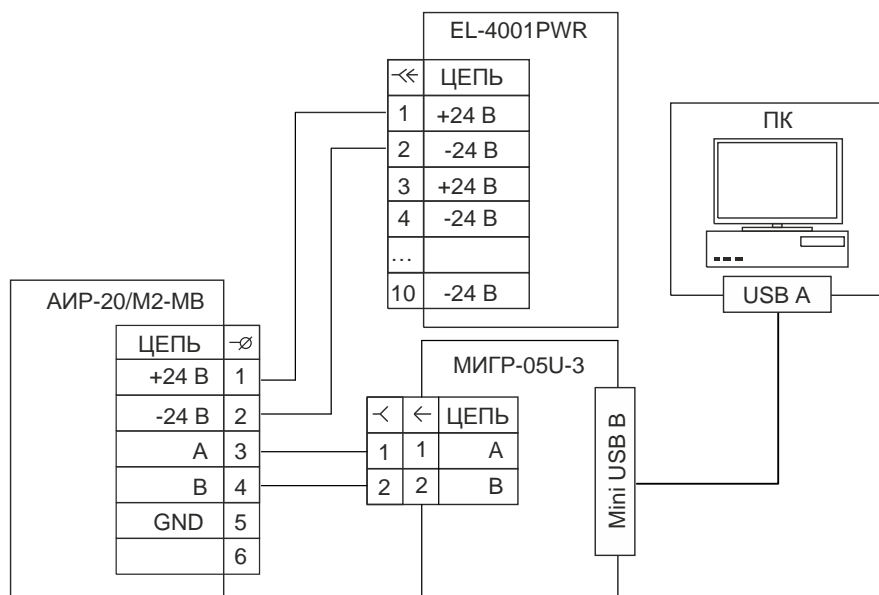 EL-4001PWR
ЦЕПЬ
1 +24 В
2 -24 В
3 +24 В
4 -24 В
...
10 -24 В
ПК
USB A
АИР-20/М2-МВ
ЦЕПЬ
+24 В 1
-24 В 2
A 3
B 4
GND 5
6
МИГР-05U-3
ЦЕПЬ
1 1 A
2 2 B
Mini USB B